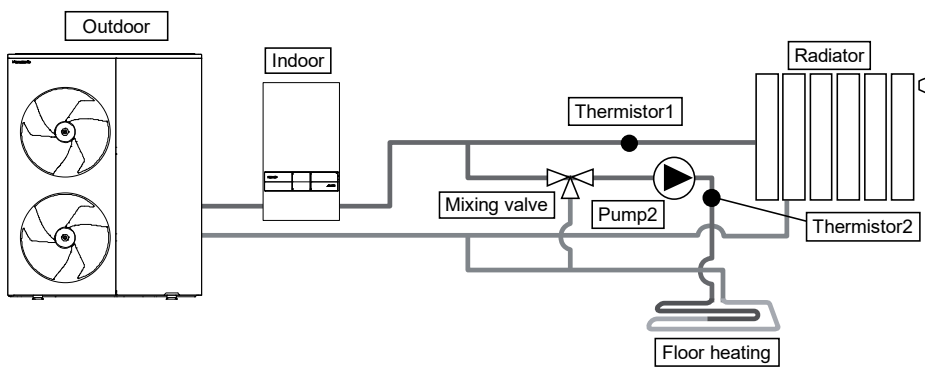 Outdoor
Indoor
Radiator
Thermistor1
Mixing valve
Pump2
Thermistor2
Floor heating